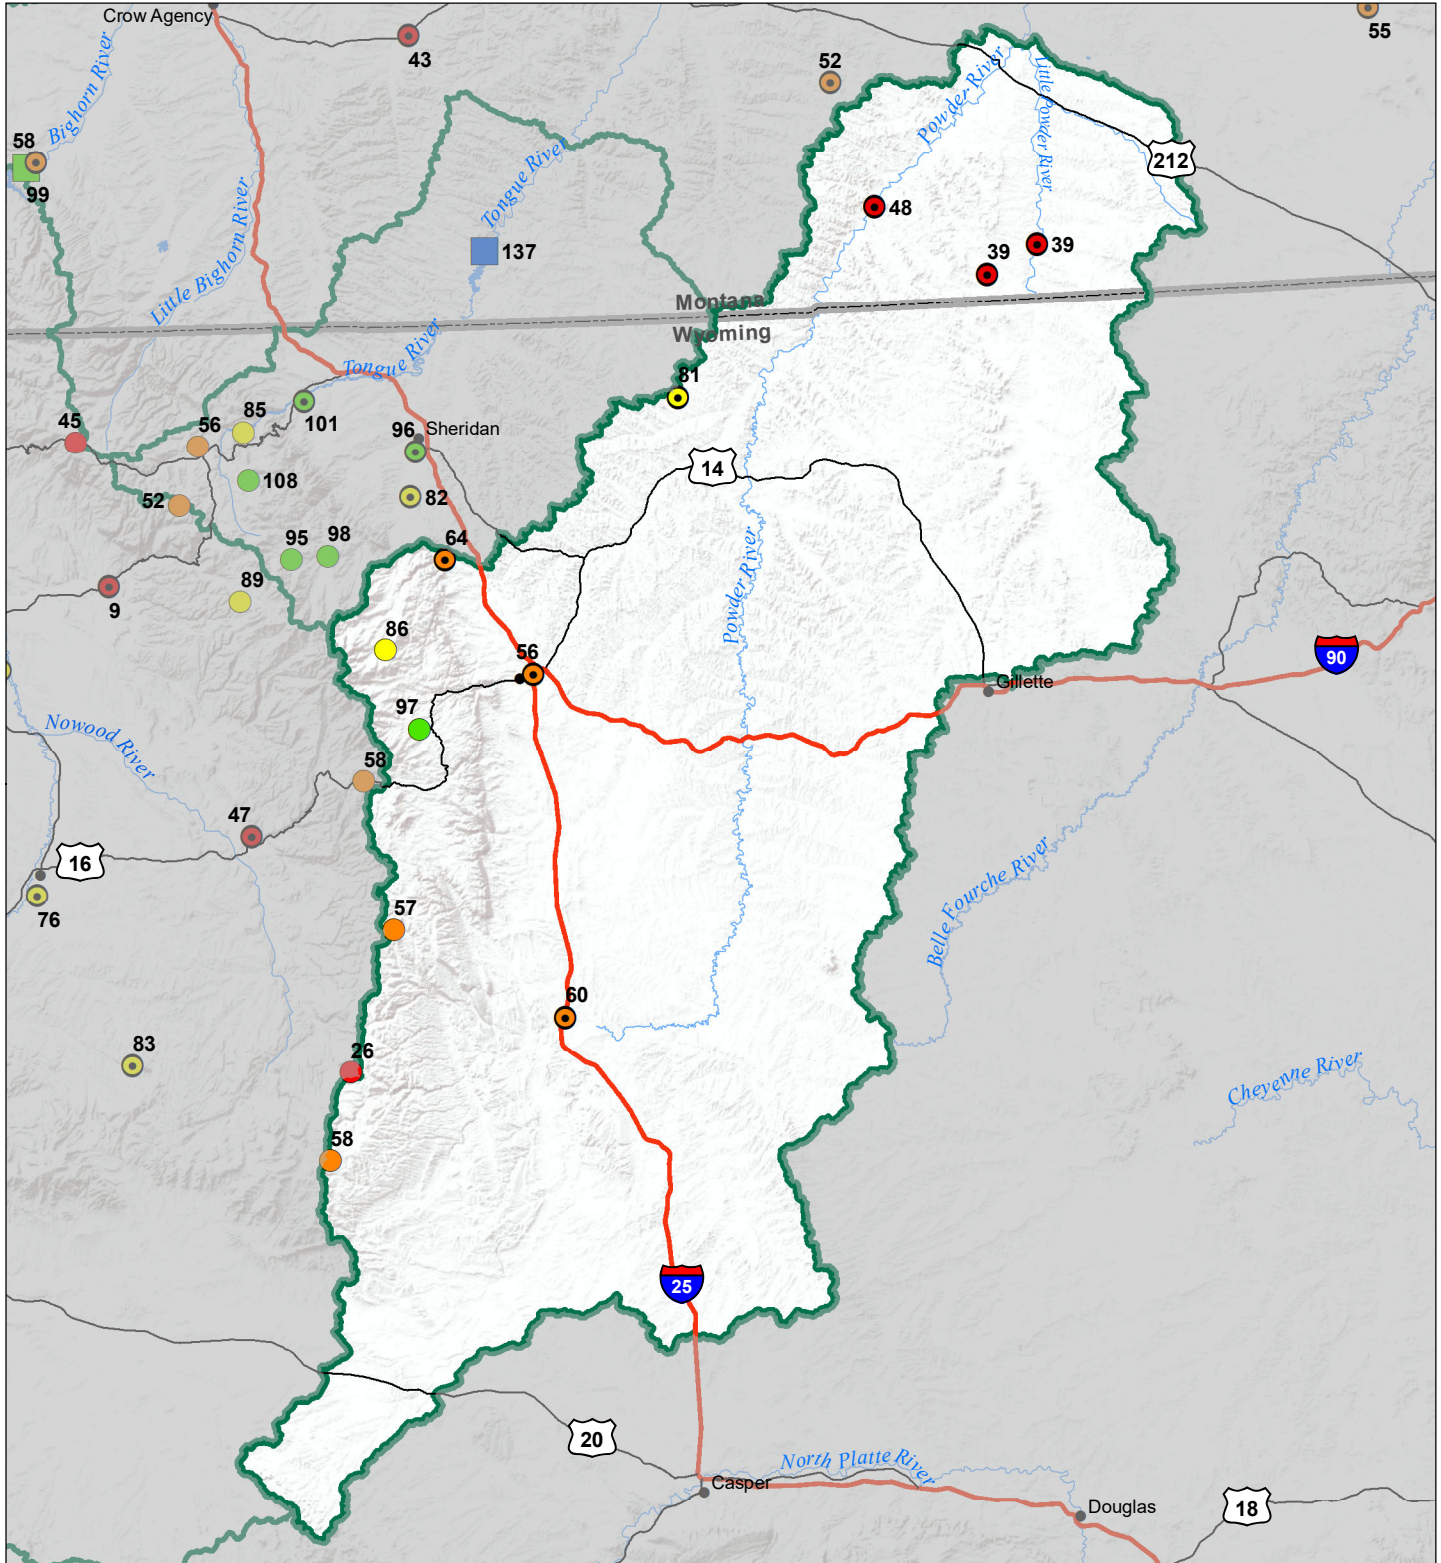 Crow Agency
43
55
52
Bighorn River
58
99
Powder River
Little Powder River
212
Tongue River
48
39
39
137
Little Bighorn River
Montana
Wyoming
Tongue River
81
45
56
85
101
96
Sheridan
14
108
82
52
95
98
64
89
9
Powder River
86
56
90
Gillette
97
Nowood River
58
47
16
76
Belle Fourche River
57
60
83
26
Cheyenne River
58
25
20
North Platte River
Casper
Douglas
18